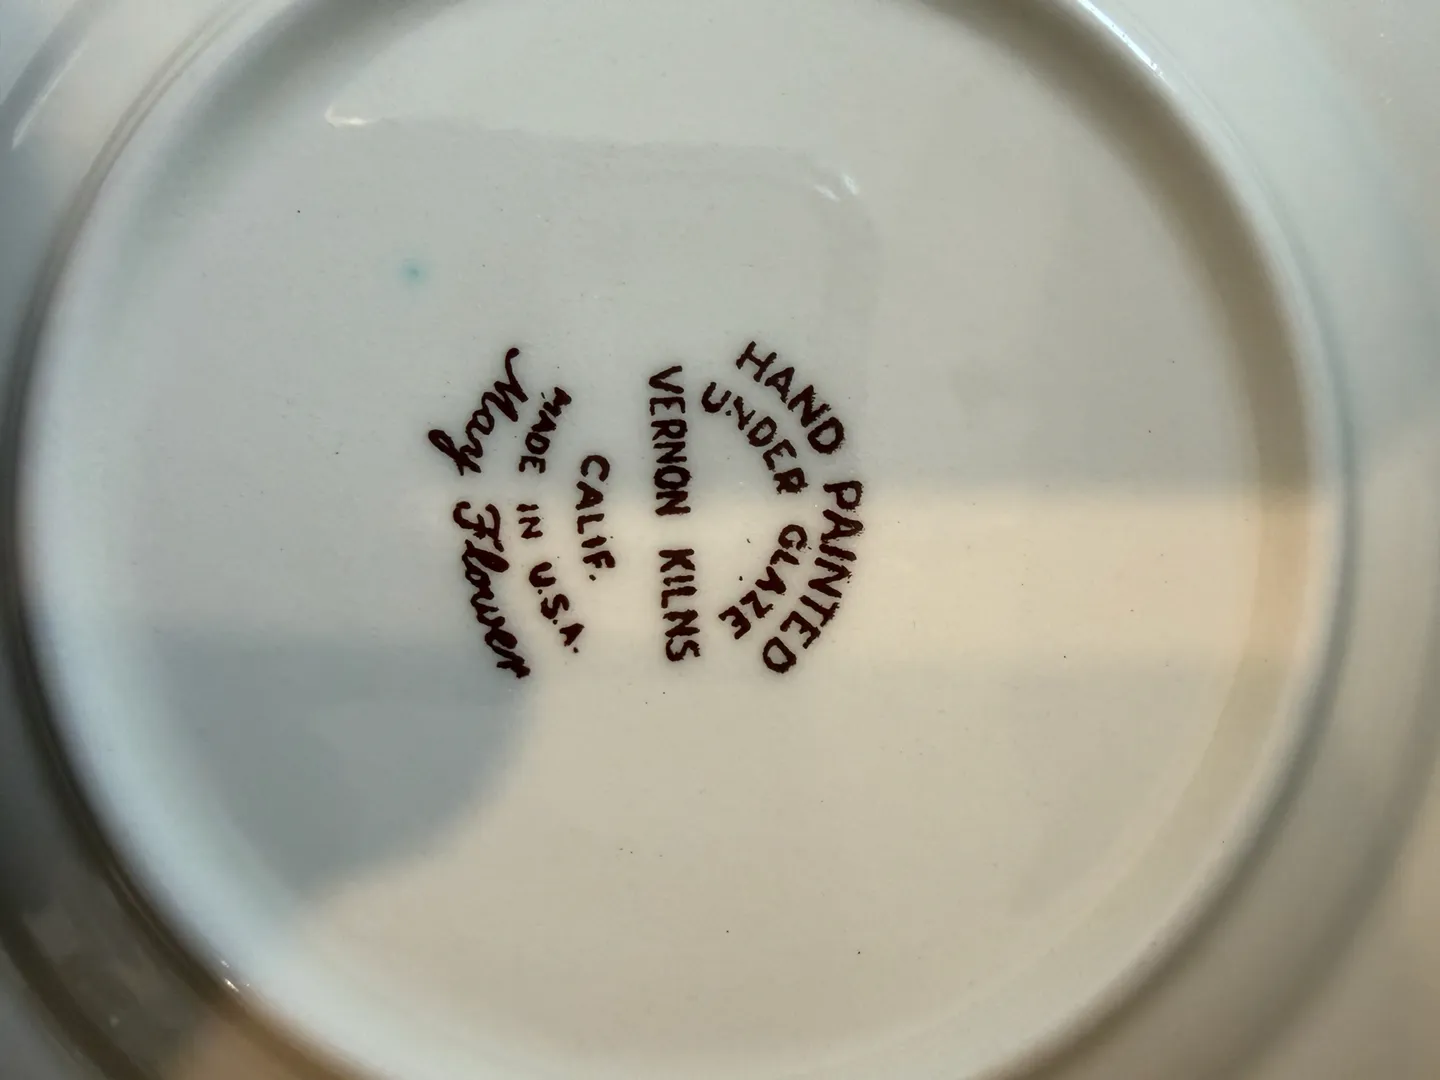 HAND PAINTED
UNDER GLAZE
VERNON KILNS
CALIF.
MADE IN U.S.A.
May Flower